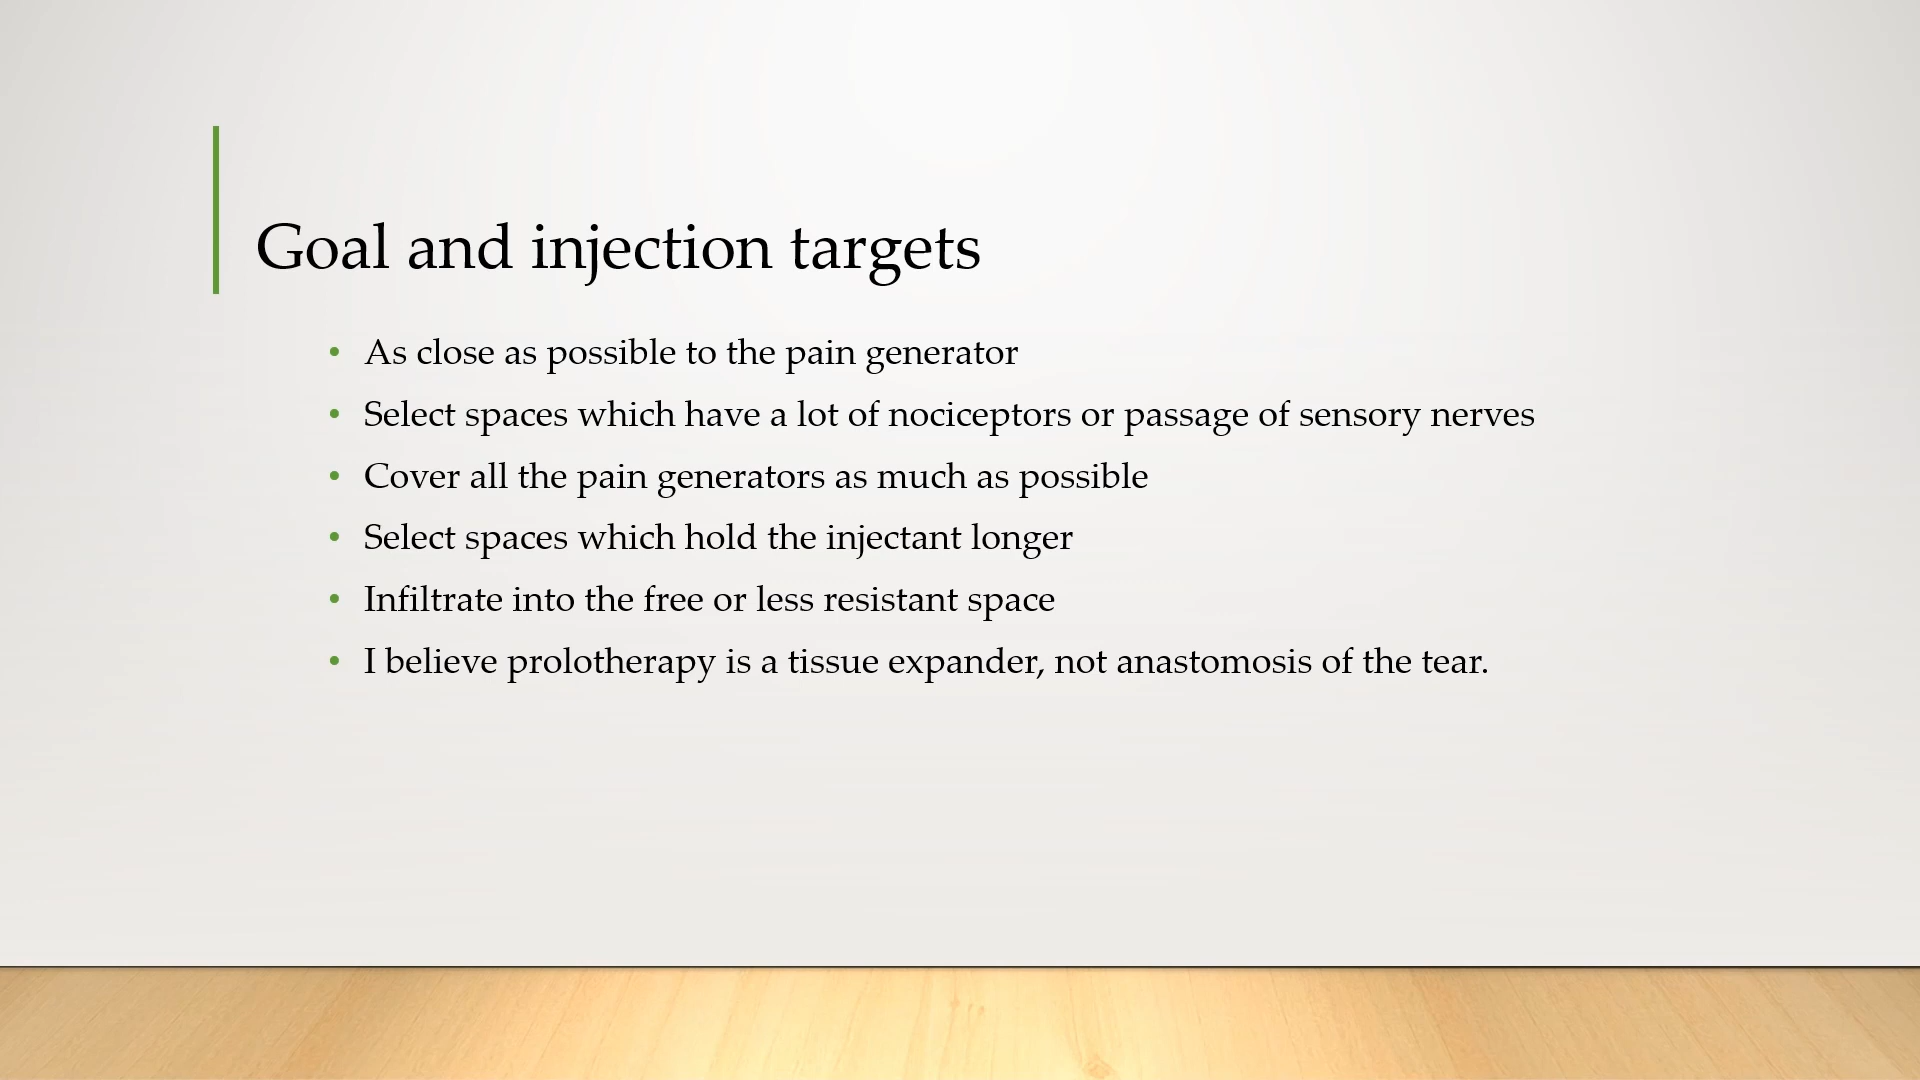 Goal and injection targets
• As close as possible to the pain generator
• Select spaces which have a lot of nociceptors or passage of sensory nerves
• Cover all the pain generators as much as possible
• Select spaces which hold the injectant longer
• Infiltrate into the free or less resistant space
• I believe prolotherapy is a tissue expander, not anastomosis of the tear.